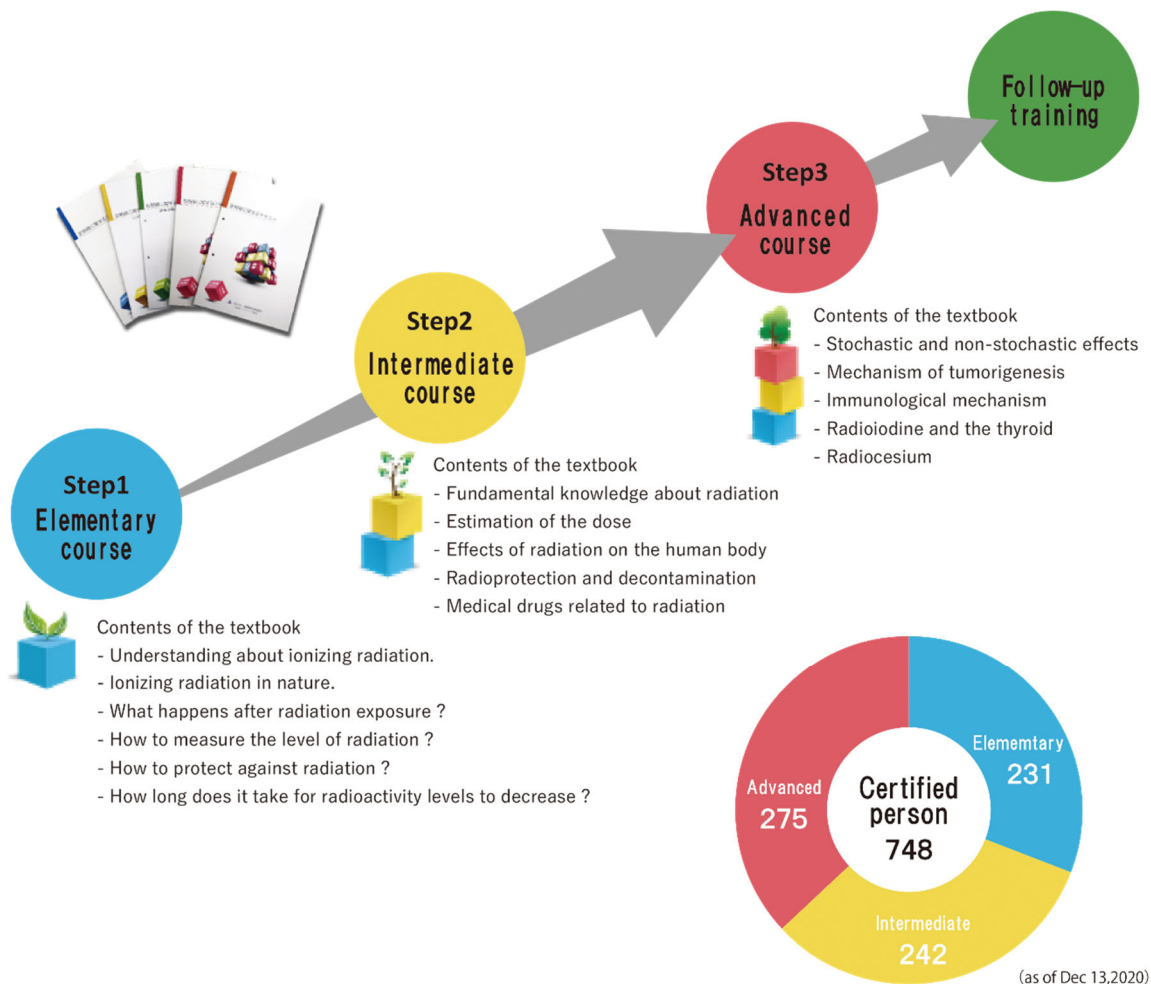 Follow-up
training
Step3
Advanced
course
Contents of the textbook
- Stochastic and non-stochastic effects
- Mechanism of tumorigenesis
- Immunological mechanism
- Radioiodine and the thyroid
- Radiocesium
Step2
Intermediate
course
Contents of the textbook
- Fundamental knowledge about radiation
- Estimation of the dose
- Effects of radiation on the human body
- Radioprotection and decontamination
- Medical drugs related to radiation
Step1
Elementary
course
Contents of the textbook
- Understanding about ionizing radiation.
- Ionizing radiation in nature.
- What happens after radiation exposure ?
- How to measure the level of radiation ?
- How to protect against radiation ?
- How long does it take for radioactivity levels to decrease ?
Elememtary
231
Advanced
275
Certified
person
748
Intermediate
242
(as of Dec 13,2020)